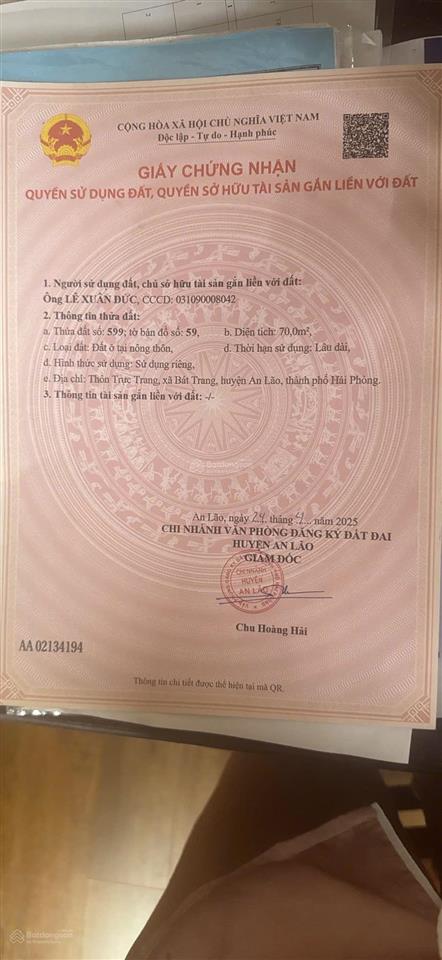 CỘNG HÒA XÃ HỘI CHỦ NGHĨA VIỆT NAM
Độc lập - Tự do - Hạnh phúc
GIẤY CHỨNG NHẬN
QUYỀN SỬ DỤNG ĐẤT, QUYỀN SỞ HỮU TÀI SẢN GẮN LIỀN VỚI ĐẤT
1. Người sử dụng đất, chủ sở hữu tài sản gắn liền với đất:
Ông LÊ XUÂN ĐỨC, CCCD: 031090008042
2. Thông tin thửa đất:
a. Thửa đất số: 599; tờ bản đồ số: 59, b. Diện tích: 70,0m²,
c. Loại đất: Đất ở tại nông thôn, d. Thời hạn sử dụng: Lâu dài,
đ. Hình thức sử dụng: Sử dụng riêng,
e. Địa chỉ: Thôn Trực Trang, xã Bát Trang, huyện An Lão, thành phố Hải Phòng.
3. Thông tin tài sản gắn liền với đất: -/-
Batdongsan
An Lão, ngày 24 tháng 4 năm 2025
CHI NHÁNH VĂN PHÒNG ĐĂNG KÝ ĐẤT ĐAI
HUYỆN AN LÃO
GIÁM ĐỐC
CHI NHÁNH
HUYỆN
AN LÃO
Chu Hoàng Hải
AA 02134194
Thông tin chi tiết được thể hiện tại mã QR.
Batdongsan